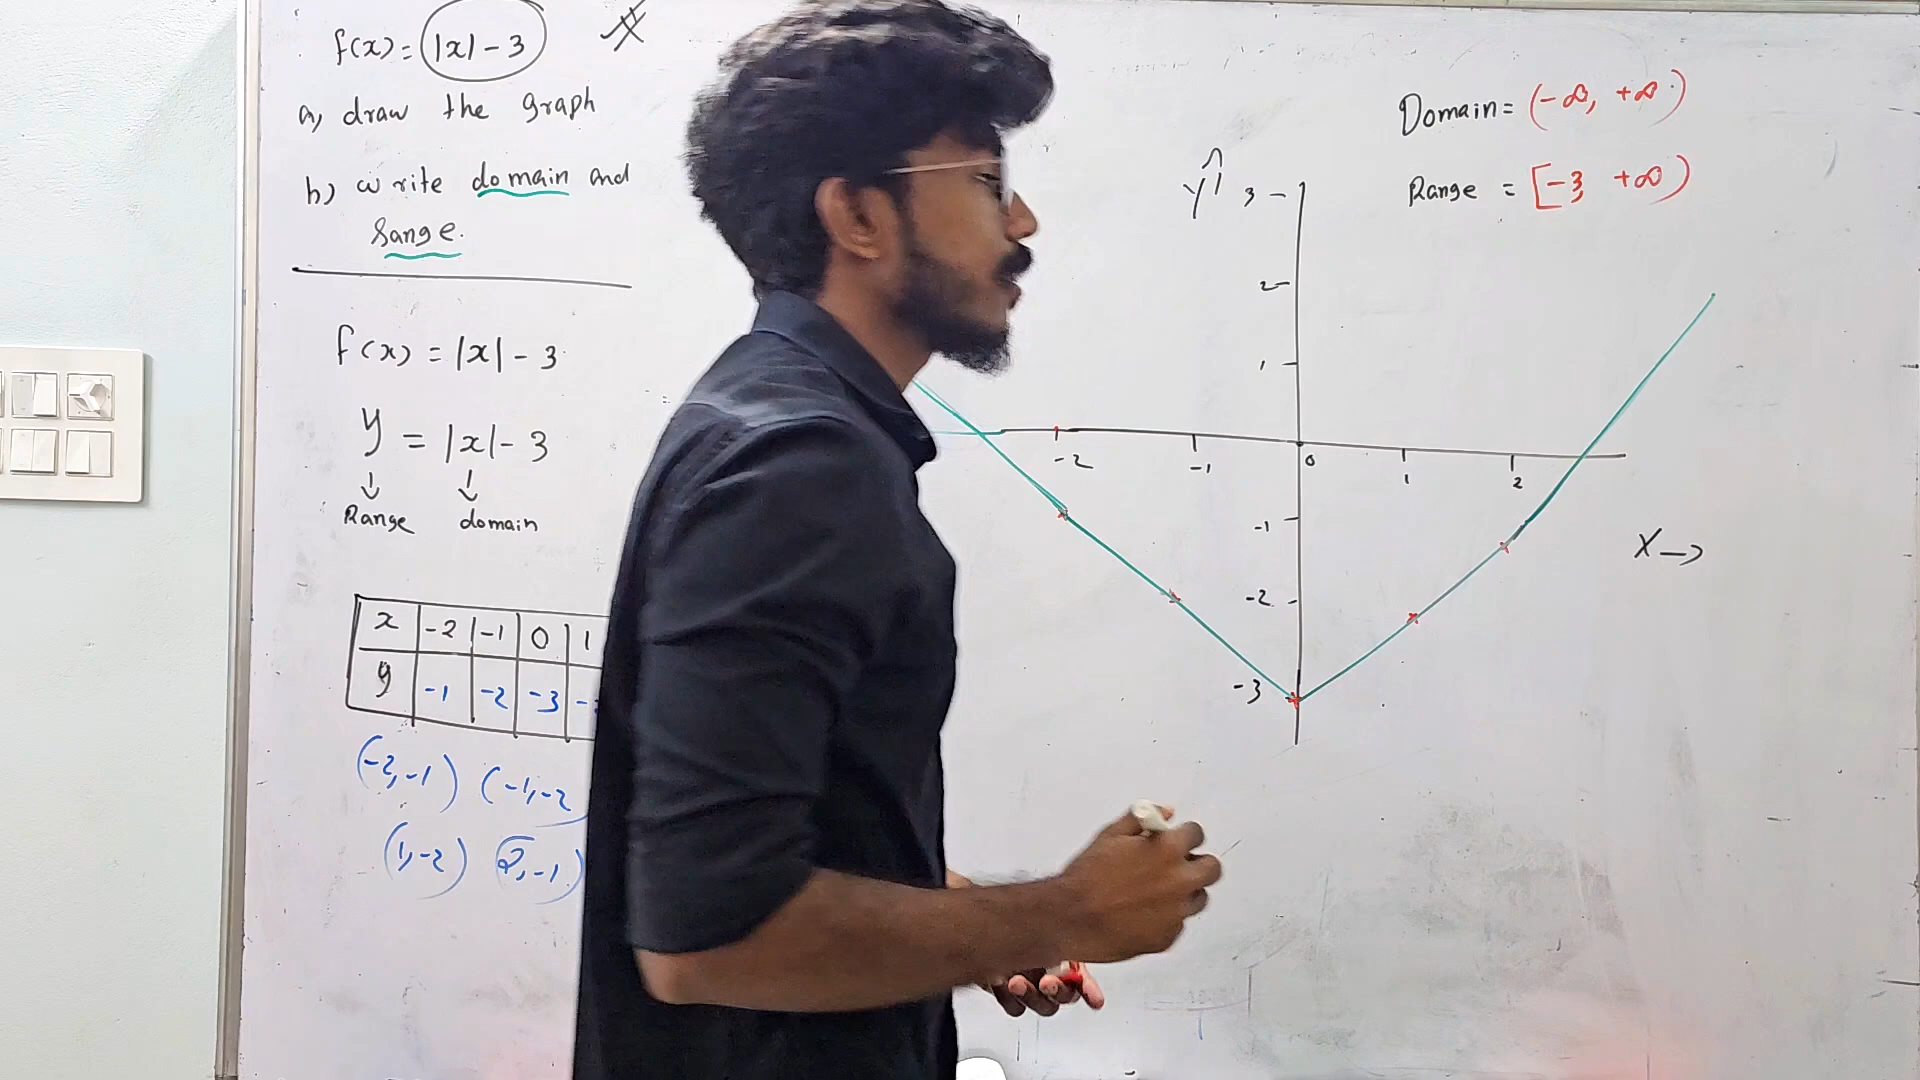 f(x) = |x| - 3
a) draw the graph
b) write domain and
range.
f(x) = |x| - 3
y = |x| - 3
Range domain
x -2 -1 0 1
y -1 -2 -3
(-2,-1) (-1,-2
(1,-2) (2,-1)
Domain = (-∞, +∞)
Range = [-3, +∞)
Y
3
2
1
-2 -1 0 1 2
-1
X →
-2
-3